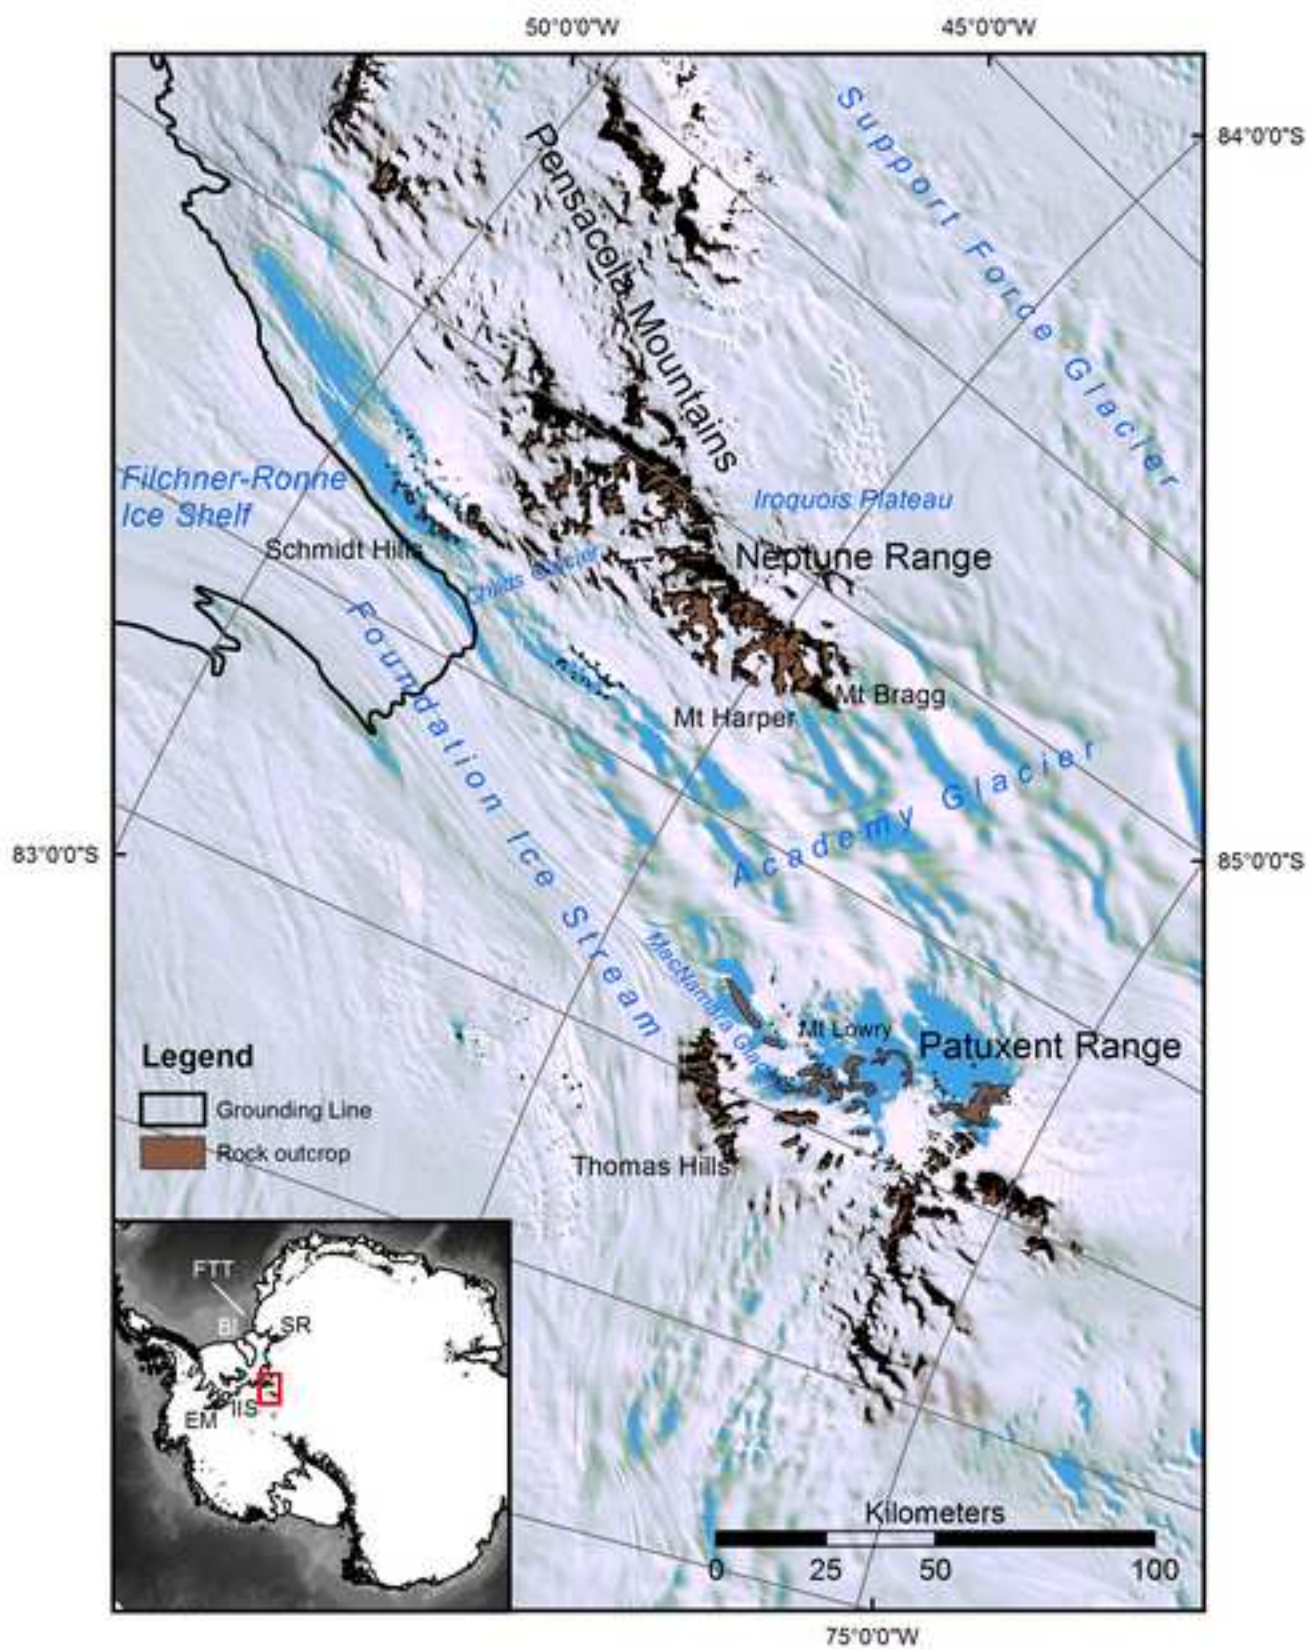 50°0'0"W
45°0'0"W
84°0'0"S
Support Force Glacier
Pensacola Mountains
Filchner-Ronne
Ice Shelf
Iroquois Plateau
Schmidt Hills
Neptune Range
Childs Glacier
Foundation Ice Stream
Mt Bragg
Mt Harper
Academy Glacier
83°0'0"S
85°0'0"S
MacNamara Glacier
Mt Lowry
Patuxent Range
Legend
Grounding Line
Rock outcrop
Thomas Hills
FTT
BI
SR
EM
IIS
Kilometers
0 25 50 100
75°0'0"W